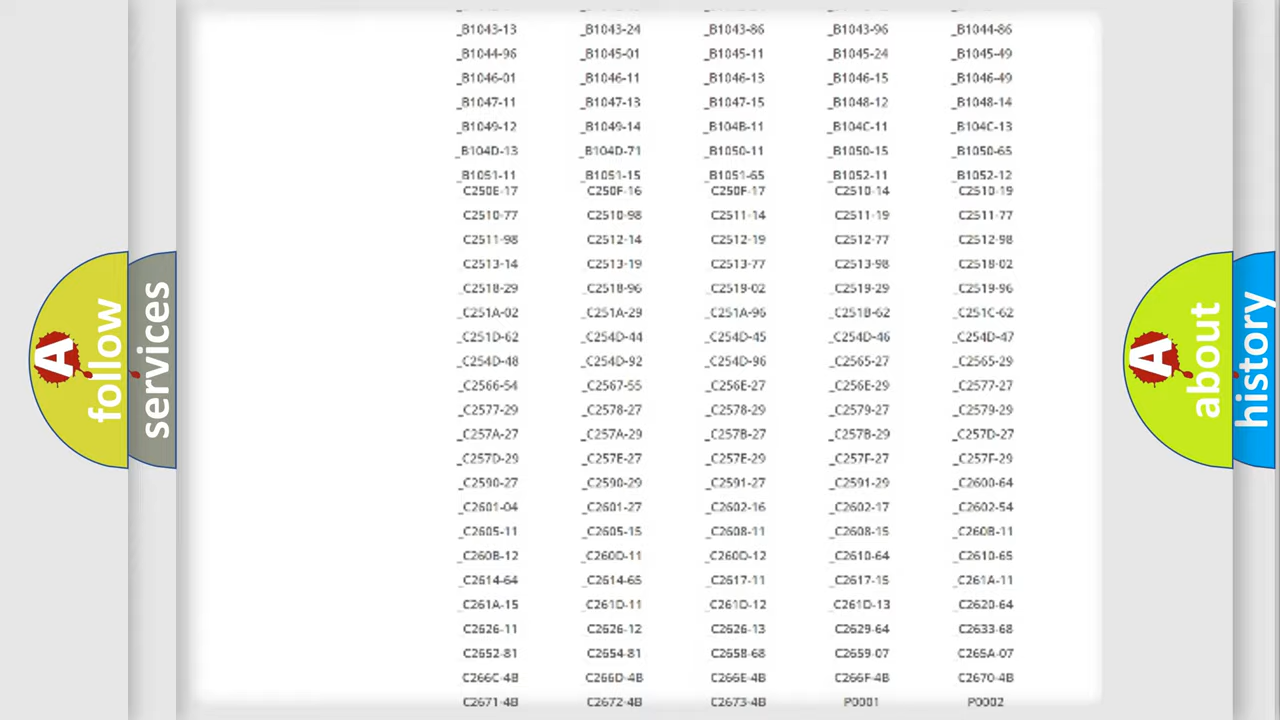 _B1043-13 _B1043-24 _B1043-86 _B1043-96 _B1044-86
_B1044-96 _B1045-01 _B1045-11 _B1045-24 _B1045-49
_B1046-01 _B1046-11 _B1046-13 _B1046-15 _B1046-49
_B1047-11 _B1047-13 _B1047-15 _B1048-12 _B1048-14
_B1049-12 _B1049-14 _B104B-11 _B104C-11 _B104C-13
_B104D-13 _B104D-71 _B1050-11 _B1050-15 _B1050-65
_B1051-11 _B1051-15 _B1051-65 _B1052-11 _B1052-12
C250E-17 C250F-16 C250F-17 C2510-14 C2510-19
C2510-77 C2510-98 C2511-14 C2511-19 C2511-77
C2511-98 C2512-14 C2512-19 C2512-77 C2512-98
C2513-14 C2513-19 C2513-77 C2513-98 C2518-02
_C2518-29 _C2518-96 _C2519-02 _C2519-29 _C2519-96
_C251A-02 _C251A-29 _C251A-96 _C251B-62 _C251C-62
_C251D-62 _C254D-44 _C254D-45 _C254D-46 _C254D-47
_C254D-48 _C254D-92 _C254D-96 _C2565-27 _C2565-29
_C2566-54 _C2567-55 _C256E-27 _C256E-29 _C2577-27
_C2577-29 _C2578-27 _C2578-29 _C2579-27 _C2579-29
_C257A-27 _C257A-29 _C257B-27 _C257B-29 _C257D-27
_C257D-29 _C257E-27 _C257E-29 _C257F-27 _C257F-29
_C2590-27 _C2590-29 _C2591-27 _C2591-29 _C2600-64
_C2601-04 _C2601-27 _C2602-16 _C2602-17 _C2602-54
_C2605-11 _C2605-15 _C2608-11 _C2608-15 _C260B-11
_C260B-12 _C260D-11 _C260D-12 _C2610-64 _C2610-65
_C2614-64 _C2614-65 _C2617-11 _C2617-15 _C261A-11
_C261A-15 _C261D-11 _C261D-12 _C261D-13 _C2620-64
C2626-11 C2626-12 C2626-13 C2629-64 C2633-68
C2652-81 C2654-81 C2658-68 C2659-07 C265A-07
C266C-4B C266D-4B C266E-4B C266F-4B C2670-4B
C2671-4B C2672-4B C2673-4B P0001 P0002
A follow
services
A about
history